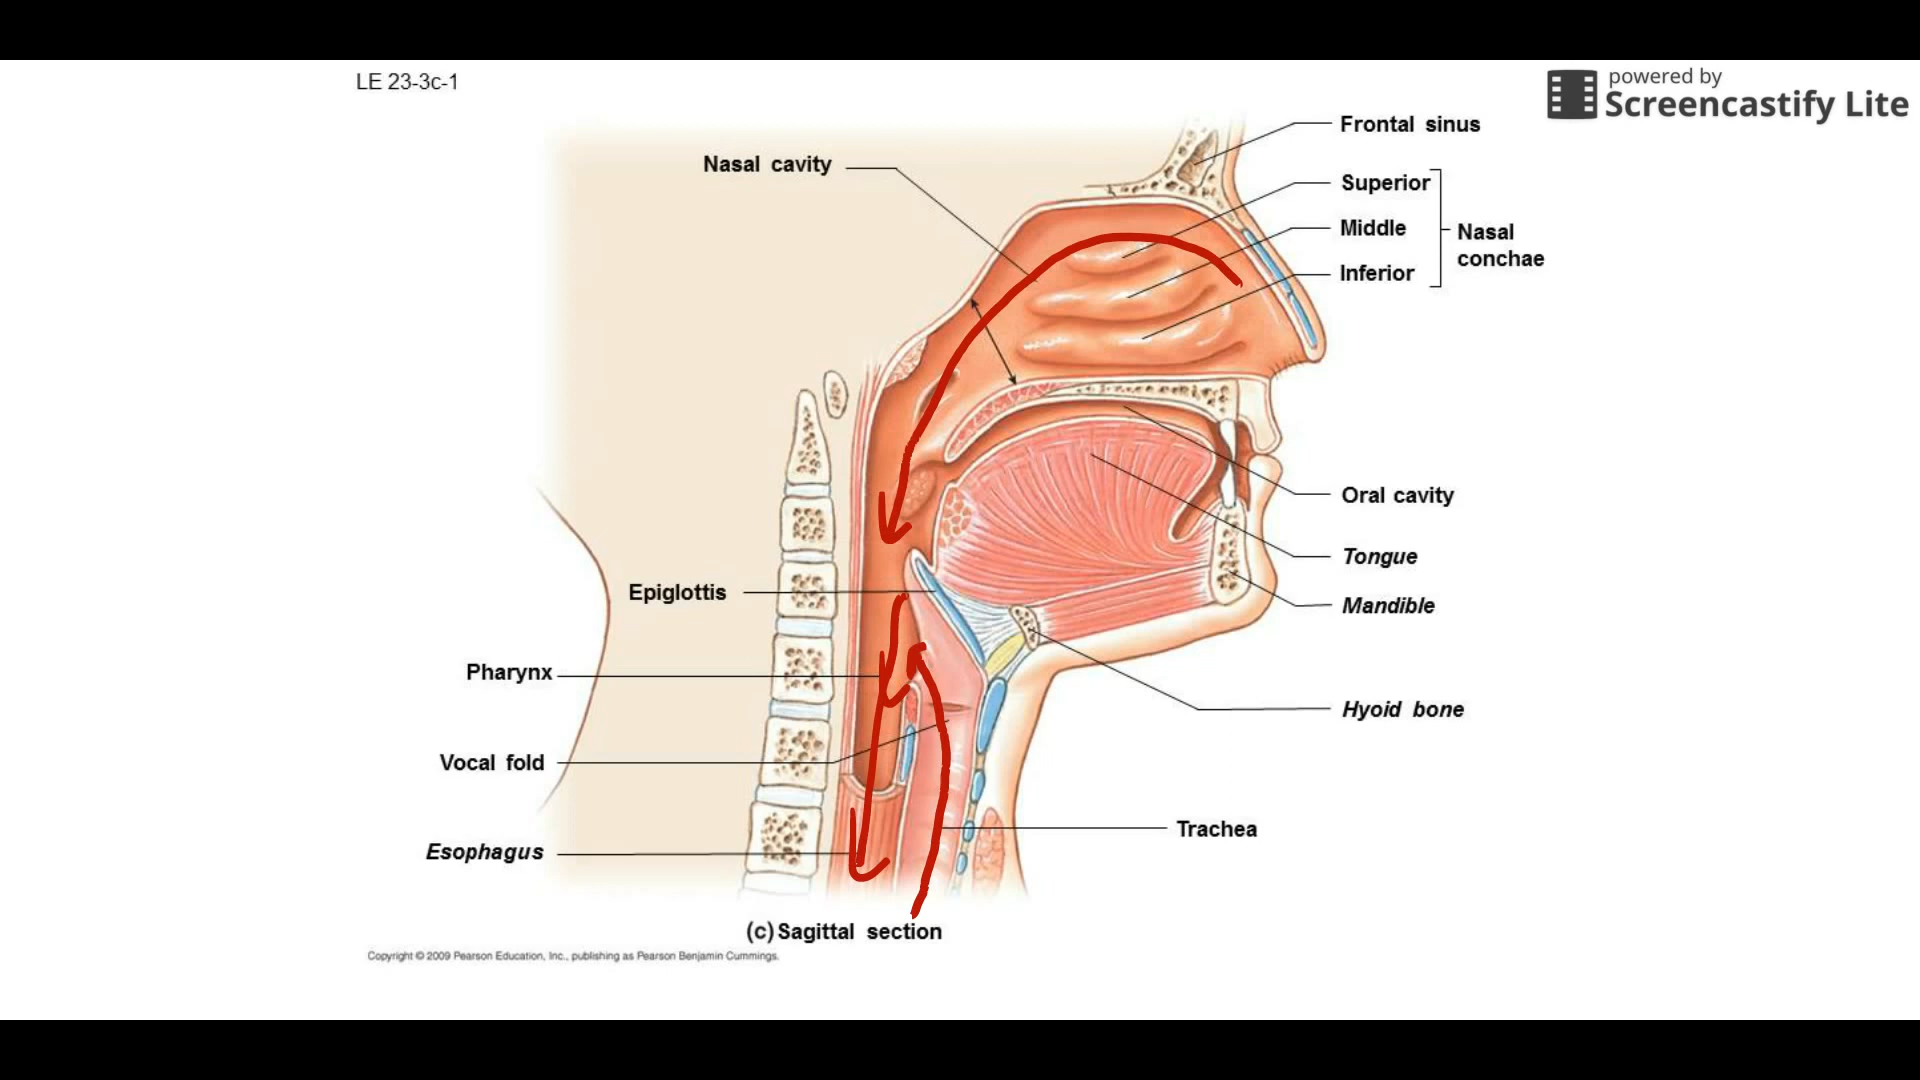 LE 23-3c-1
powered by
Screencastify Lite
Frontal sinus
Nasal cavity
Superior
Middle
Inferior
Nasal
conchae
Oral cavity
Tongue
Epiglottis
Mandible
Pharynx
Hyoid bone
Vocal fold
Trachea
Esophagus
(c) Sagittal section
Copyright © 2009 Pearson Education, Inc., publishing as Pearson Benjamin Cummings.